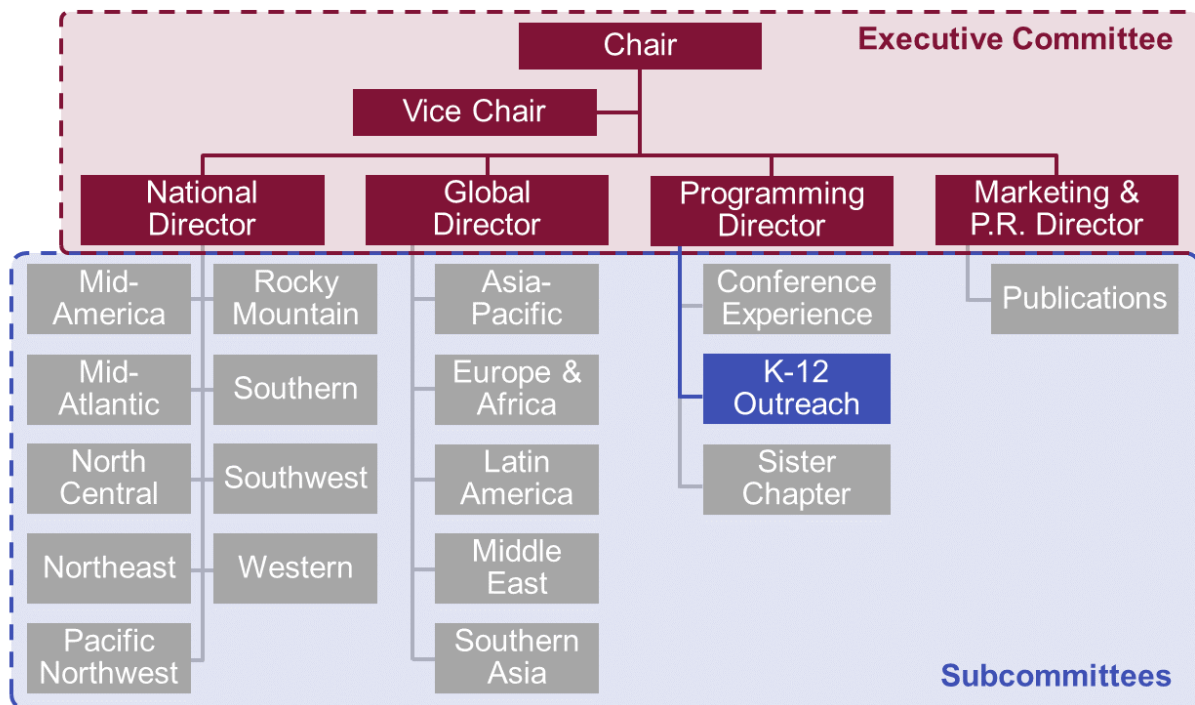 Executive Committee
Chair
Vice Chair
National
Director
Global
Director
Programming
Director
Marketing &
P.R. Director
Mid-
America
Rocky
Mountain
Asia-
Pacific
Conference
Experience
Publications
Mid-
Atlantic
Southern
Europe &
Africa
K-12
Outreach
North
Central
Southwest
Latin
America
Sister
Chapter
Northeast
Western
Middle
East
Pacific
Northwest
Southern
Asia
Subcommittees